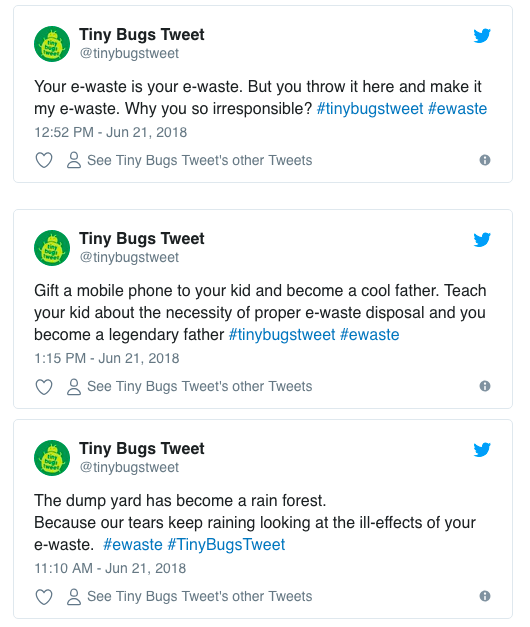 Tiny Bugs Tweet
@tinybugstweet
Your e-waste is your e-waste. But you throw it here and make it
my e-waste. Why you so irresponsible? #tinybugstweet #ewaste
12:52 PM - Jun 21, 2018
See Tiny Bugs Tweet's other Tweets
Tiny Bugs Tweet
@tinybugstweet
Gift a mobile phone to your kid and become a cool father. Teach
your kid about the necessity of proper e-waste disposal and you
become a legendary father #tinybugstweet #ewaste
1:15 PM - Jun 21, 2018
See Tiny Bugs Tweet's other Tweets
Tiny Bugs Tweet
@tinybugstweet
The dump yard has become a rain forest.
Because our tears keep raining looking at the ill-effects of your
e-waste. #ewaste #TinyBugsTweet
11:10 AM - Jun 21, 2018
See Tiny Bugs Tweet's other Tweets